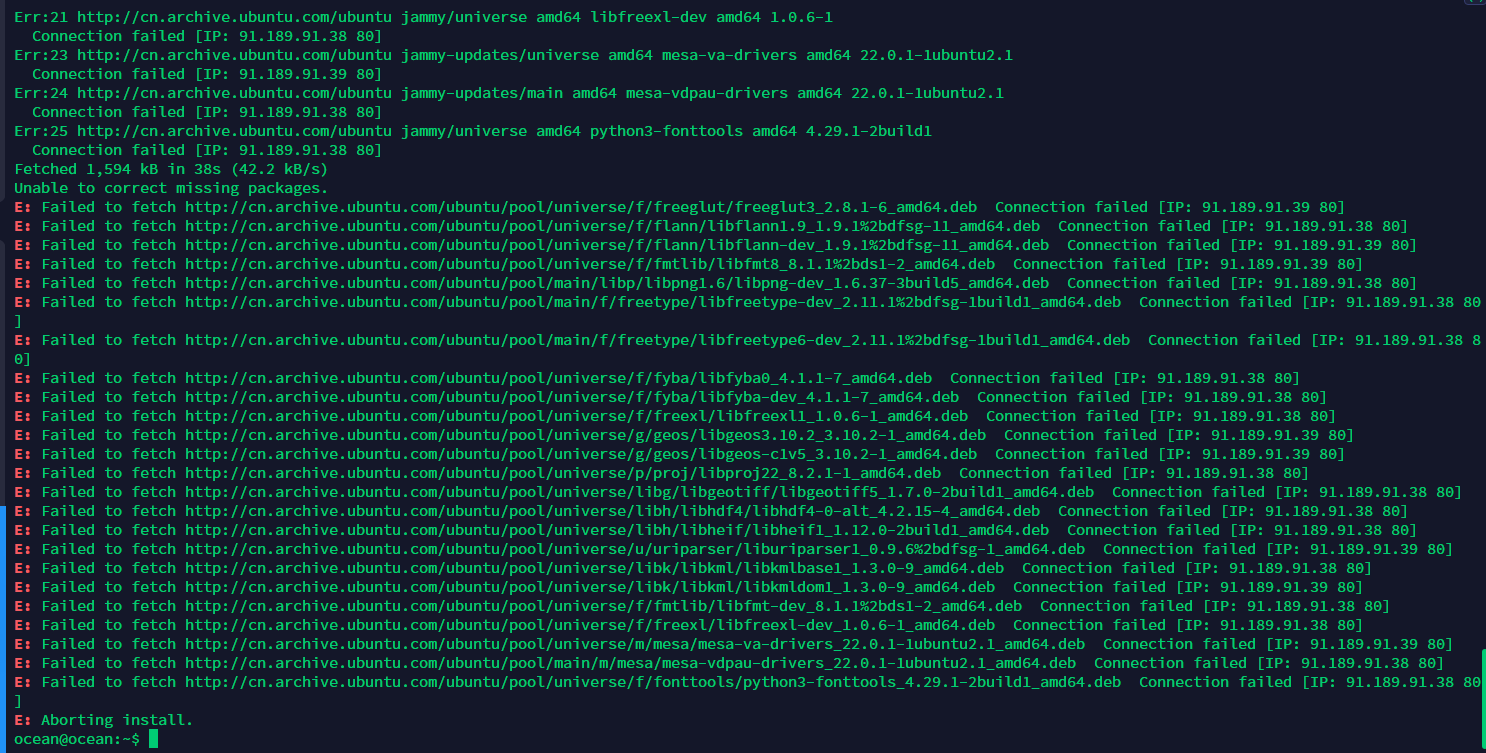 Err:21 http://cn.archive.ubuntu.com/ubuntu jammy/universe amd64 libfreexl-dev amd64 1.0.6-1
  Connection failed [IP: 91.189.91.38 80]
Err:23 http://cn.archive.ubuntu.com/ubuntu jammy-updates/universe amd64 mesa-va-drivers amd64 22.0.1-1ubuntu2.1
  Connection failed [IP: 91.189.91.39 80]
Err:24 http://cn.archive.ubuntu.com/ubuntu jammy-updates/main amd64 mesa-vdpau-drivers amd64 22.0.1-1ubuntu2.1
  Connection failed [IP: 91.189.91.38 80]
Err:25 http://cn.archive.ubuntu.com/ubuntu jammy/universe amd64 python3-fonttools amd64 4.29.1-2build1
  Connection failed [IP: 91.189.91.38 80]
Fetched 1,594 kB in 38s (42.2 kB/s)
Unable to correct missing packages.
E: Failed to fetch http://cn.archive.ubuntu.com/ubuntu/pool/universe/f/freeglut/freeglut3_2.8.1-6_amd64.deb  Connection failed [IP: 91.189.91.39 80]
E: Failed to fetch http://cn.archive.ubuntu.com/ubuntu/pool/universe/f/flann/libflann1.9_1.9.1%2bdfsg-11_amd64.deb  Connection failed [IP: 91.189.91.38 80]
E: Failed to fetch http://cn.archive.ubuntu.com/ubuntu/pool/universe/f/flann/libflann-dev_1.9.1%2bdfsg-11_amd64.deb  Connection failed [IP: 91.189.91.39 80]
E: Failed to fetch http://cn.archive.ubuntu.com/ubuntu/pool/universe/f/fmtlib/libfmt8_8.1.1%2bds1-2_amd64.deb  Connection failed [IP: 91.189.91.39 80]
E: Failed to fetch http://cn.archive.ubuntu.com/ubuntu/pool/main/libp/libpng1.6/libpng-dev_1.6.37-3build5_amd64.deb  Connection failed [IP: 91.189.91.38 80]
E: Failed to fetch http://cn.archive.ubuntu.com/ubuntu/pool/main/f/freetype/libfreetype-dev_2.11.1%2bdfsg-1build1_amd64.deb  Connection failed [IP: 91.189.91.38 80
]
E: Failed to fetch http://cn.archive.ubuntu.com/ubuntu/pool/main/f/freetype/libfreetype6-dev_2.11.1%2bdfsg-1build1_amd64.deb  Connection failed [IP: 91.189.91.38 8
0]
E: Failed to fetch http://cn.archive.ubuntu.com/ubuntu/pool/universe/f/fyba/libfyba0_4.1.1-7_amd64.deb  Connection failed [IP: 91.189.91.38 80]
E: Failed to fetch http://cn.archive.ubuntu.com/ubuntu/pool/universe/f/fyba/libfyba-dev_4.1.1-7_amd64.deb  Connection failed [IP: 91.189.91.38 80]
E: Failed to fetch http://cn.archive.ubuntu.com/ubuntu/pool/universe/f/freexl/libfreexl1_1.0.6-1_amd64.deb  Connection failed [IP: 91.189.91.38 80]
E: Failed to fetch http://cn.archive.ubuntu.com/ubuntu/pool/universe/g/geos/libgeos3.10.2_3.10.2-1_amd64.deb  Connection failed [IP: 91.189.91.39 80]
E: Failed to fetch http://cn.archive.ubuntu.com/ubuntu/pool/universe/g/geos/libgeos-c1v5_3.10.2-1_amd64.deb  Connection failed [IP: 91.189.91.38 80]
E: Failed to fetch http://cn.archive.ubuntu.com/ubuntu/pool/universe/p/proj/libproj22_8.2.1-1_amd64.deb  Connection failed [IP: 91.189.91.38 80]
E: Failed to fetch http://cn.archive.ubuntu.com/ubuntu/pool/universe/libg/libgeotiff/libgeotiff5_1.7.0-2build1_amd64.deb  Connection failed [IP: 91.189.91.38 80]
E: Failed to fetch http://cn.archive.ubuntu.com/ubuntu/pool/universe/libh/libhdf4/libhdf4-0-alt_4.2.15-4_amd64.deb  Connection failed [IP: 91.189.91.38 80]
E: Failed to fetch http://cn.archive.ubuntu.com/ubuntu/pool/universe/libh/libheif/libheif1_1.12.0-2build1_amd64.deb  Connection failed [IP: 91.189.91.38 80]
E: Failed to fetch http://cn.archive.ubuntu.com/ubuntu/pool/universe/u/uriparser/liburiparser1_0.9.6%2bdfsg-1_amd64.deb  Connection failed [IP: 91.189.91.39 80]
E: Failed to fetch http://cn.archive.ubuntu.com/ubuntu/pool/universe/libk/libkml/libkmlbase1_1.3.0-9_amd64.deb  Connection failed [IP: 91.189.91.38 80]
E: Failed to fetch http://cn.archive.ubuntu.com/ubuntu/pool/universe/libk/libkml/libkmldom1_1.3.0-9_amd64.deb  Connection failed [IP: 91.189.91.39 80]
E: Failed to fetch http://cn.archive.ubuntu.com/ubuntu/pool/universe/f/fmtlib/libfmt-dev_8.1.1%2bds1-2_amd64.deb  Connection failed [IP: 91.189.91.38 80]
E: Failed to fetch http://cn.archive.ubuntu.com/ubuntu/pool/universe/f/freexl/libfreexl-dev_1.0.6-1_amd64.deb  Connection failed [IP: 91.189.91.38 80]
E: Failed to fetch http://cn.archive.ubuntu.com/ubuntu/pool/universe/m/mesa/mesa-va-drivers_22.0.1-1ubuntu2.1_amd64.deb  Connection failed [IP: 91.189.91.39 80]
E: Failed to fetch http://cn.archive.ubuntu.com/ubuntu/pool/main/m/mesa/mesa-vdpau-drivers_22.0.1-1ubuntu2.1_amd64.deb  Connection failed [IP: 91.189.91.38 80]
E: Failed to fetch http://cn.archive.ubuntu.com/ubuntu/pool/universe/f/fonttools/python3-fonttools_4.29.1-2build1_amd64.deb  Connection failed [IP: 91.189.91.38 80
]
E: Aborting install.
ocean@ocean:~$